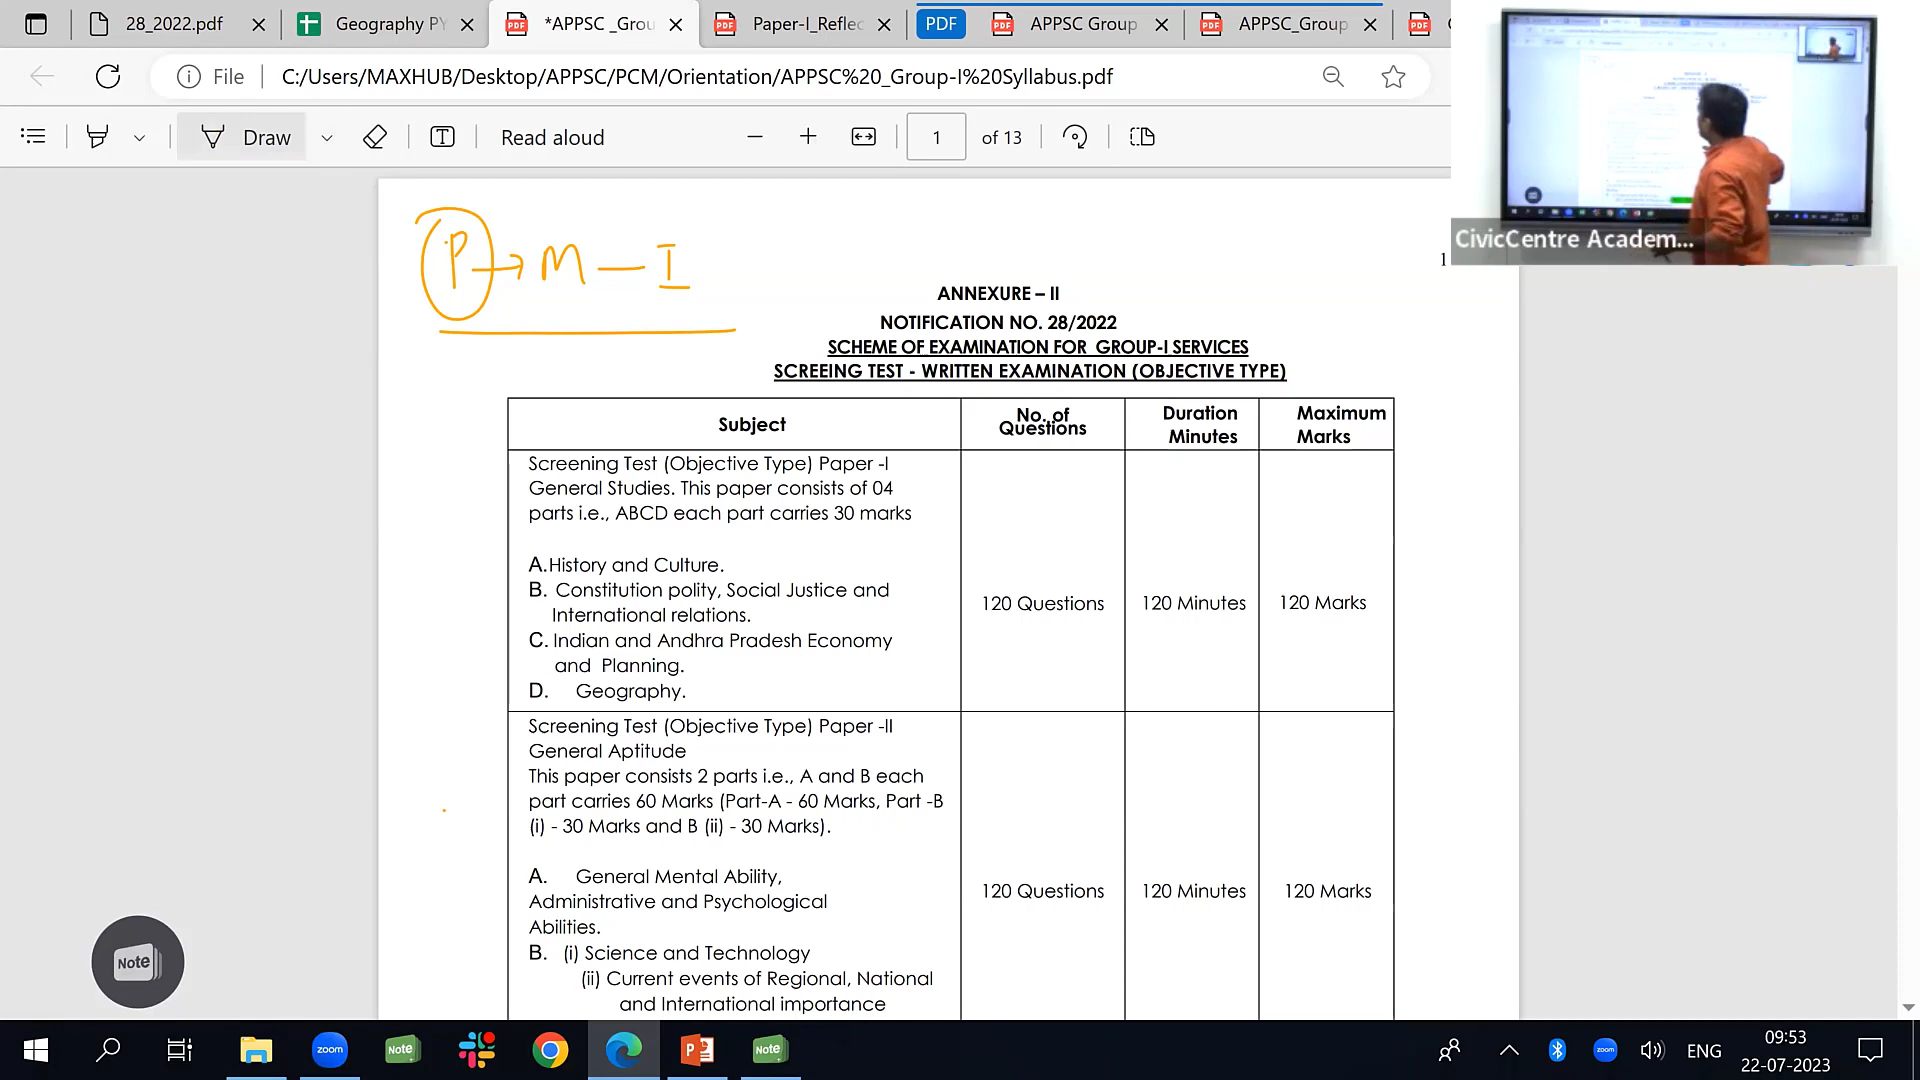 28_2022.pdf
Geography PY
*APPSC _Grou
Paper-I_Reflec
PDF
APPSC Group
APPSC_Group
File
C:/Users/MAXHUB/Desktop/APPSC/PCM/Orientation/APPSC%20_Group-I%20Syllabus.pdf
Draw
Read aloud
1
of 13
CivicCentre Academ...
P → M — I
1
ANNEXURE – II
NOTIFICATION NO. 28/2022
SCHEME OF EXAMINATION FOR GROUP-I SERVICES
SCREEING TEST - WRITTEN EXAMINATION (OBJECTIVE TYPE)
Subject
No. of
Questions
Duration
Minutes
Maximum
Marks
Screening Test (Objective Type) Paper -I
General Studies. This paper consists of 04
parts i.e., ABCD each part carries 30 marks
A.History and Culture.
B. Constitution polity, Social Justice and
International relations.
C. Indian and Andhra Pradesh Economy
and Planning.
D. Geography.
120 Questions
120 Minutes
120 Marks
Screening Test (Objective Type) Paper -II
General Aptitude
This paper consists 2 parts i.e., A and B each
part carries 60 Marks (Part-A - 60 Marks, Part -B
(i) - 30 Marks and B (ii) - 30 Marks).
A. General Mental Ability,
Administrative and Psychological
Abilities.
B. (i) Science and Technology
(ii) Current events of Regional, National
and International importance
120 Questions
120 Minutes
120 Marks
Note
zoom
Note
Note
zoom
ENG
09:53
22-07-2023